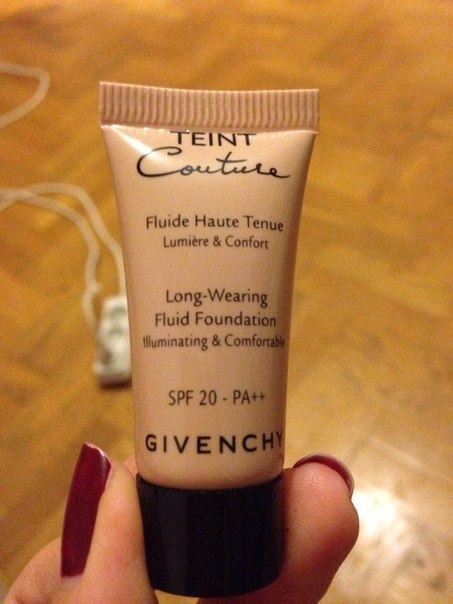 TEINT
Couture
Fluide Haute Tenue
Lumière & Confort
Long-Wearing
Fluid Foundation
Illuminating & Comfortable
SPF 20 - PA++
GIVENCHY